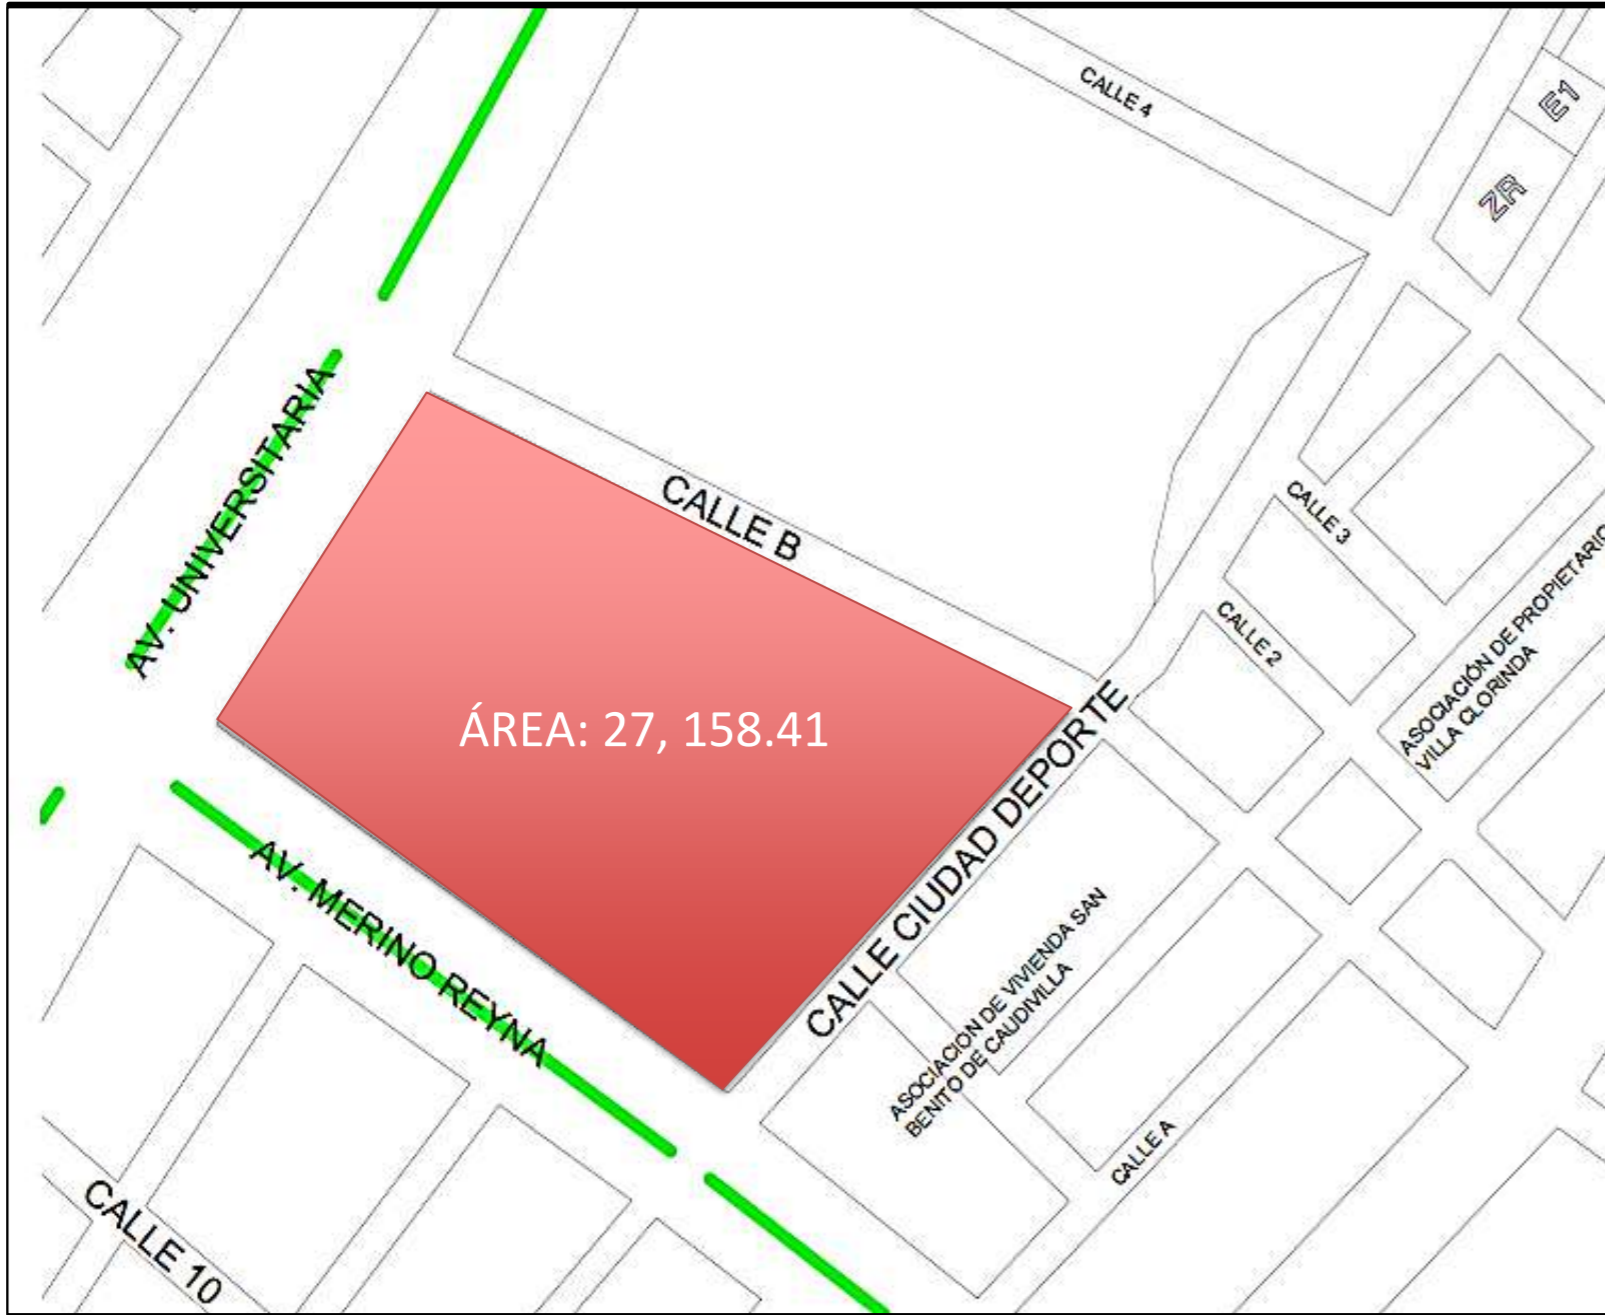 CALLE 4
E1
ZR
AV. UNIVERSITARIA
CALLE B
CALLE 3
CALLE 2
ASOCIACIÓN DE PROPIETARIO
VILLA CLORINDA
ÁREA: 27, 158.41
CALLE CIUDAD DEPORTE
AV. MERINO REYNA
ASOCIACION DE VIVIENDA SAN
BENITO DE CAUDIVILLA
CALLE A
CALLE 10